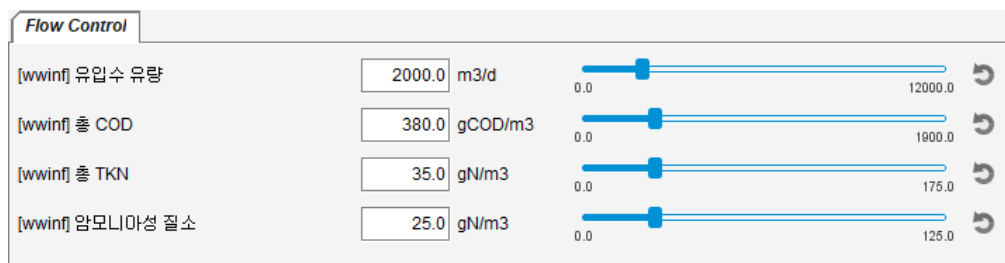 Flow Control
[wwinf] 유입수 유량 2000.0 m3/d 0.0 12000.0
[wwinf] 총 COD 380.0 gCOD/m3 0.0 1900.0
[wwinf] 총 TKN 35.0 gN/m3 0.0 175.0
[wwinf] 암모니아성 질소 25.0 gN/m3 0.0 125.0